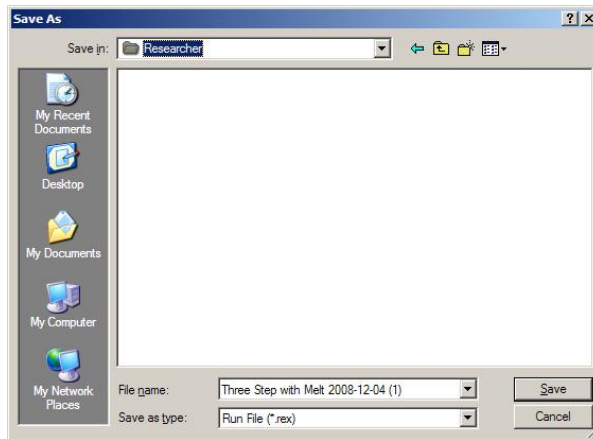 Save As
Save in:
Researcher
My Recent
Documents
Desktop
My Documents
My Computer
My Network
Places
File name:
Three Step with Melt 2008-12-04 (1)
Save
Save as type:
Run File (*.rex)
Cancel